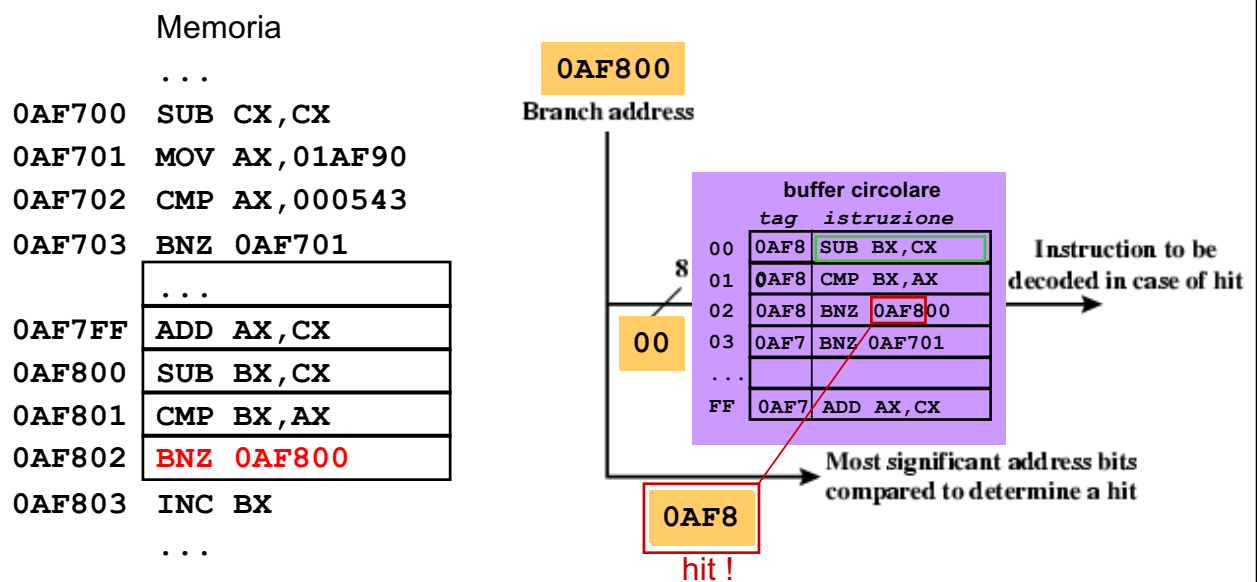 Memoria
...
0AF700 SUB CX,CX
0AF701 MOV AX,01AF90
0AF702 CMP AX,000543
0AF703 BNZ 0AF701
...
0AF7FF ADD AX,CX
0AF800 SUB BX,CX
0AF801 CMP BX,AX
0AF802 BNZ 0AF800
0AF803 INC BX
...
0AF800
Branch address
8
00
buffer circolare
tag istruzione
00 0AF8 SUB BX,CX
01 0AF8 CMP BX,AX
02 0AF8 BNZ 0AF800
03 0AF7 BNZ 0AF701
...
FF 0AF7 ADD AX,CX
Instruction to be
decoded in case of hit
Most significant address bits
compared to determine a hit
0AF8
hit !